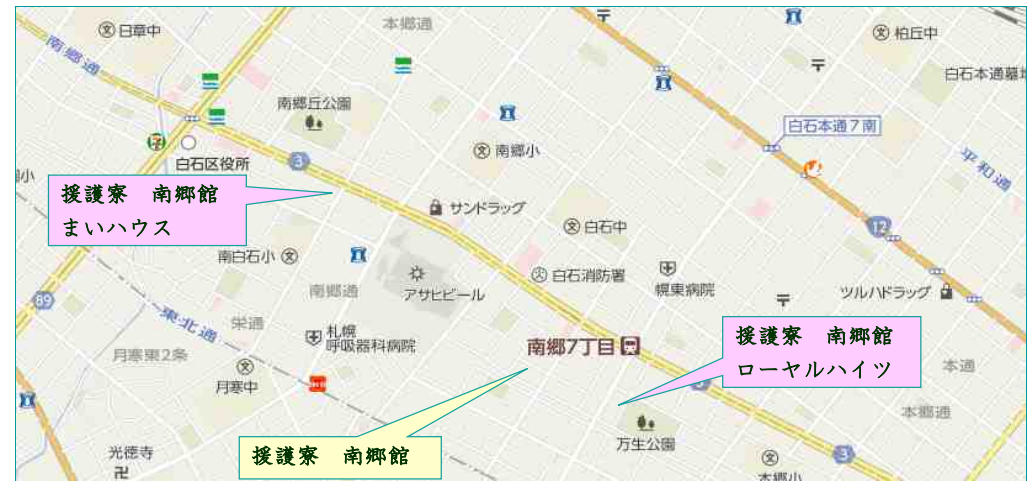 日章中
本郷通
柏丘中
南郷通
白石本通墓地
南郷丘公園
白石本通7南
南郷小
平和通
白石区役所
3
小
援護寮 南郷館
まいハウス
サンドラッグ
12
白石中
南白石小
白石消防署
幌東病院
南郷通
アサヒビール
ツルハドラッグ
89
東北通
栄通
札幌
呼吸器科病院
南郷7丁目
援護寮 南郷館
ローヤルハイツ
月寒東2条
本通
月寒中
3
本郷通
万生公園
援護寮 南郷館
光徳寺
3
本郷小